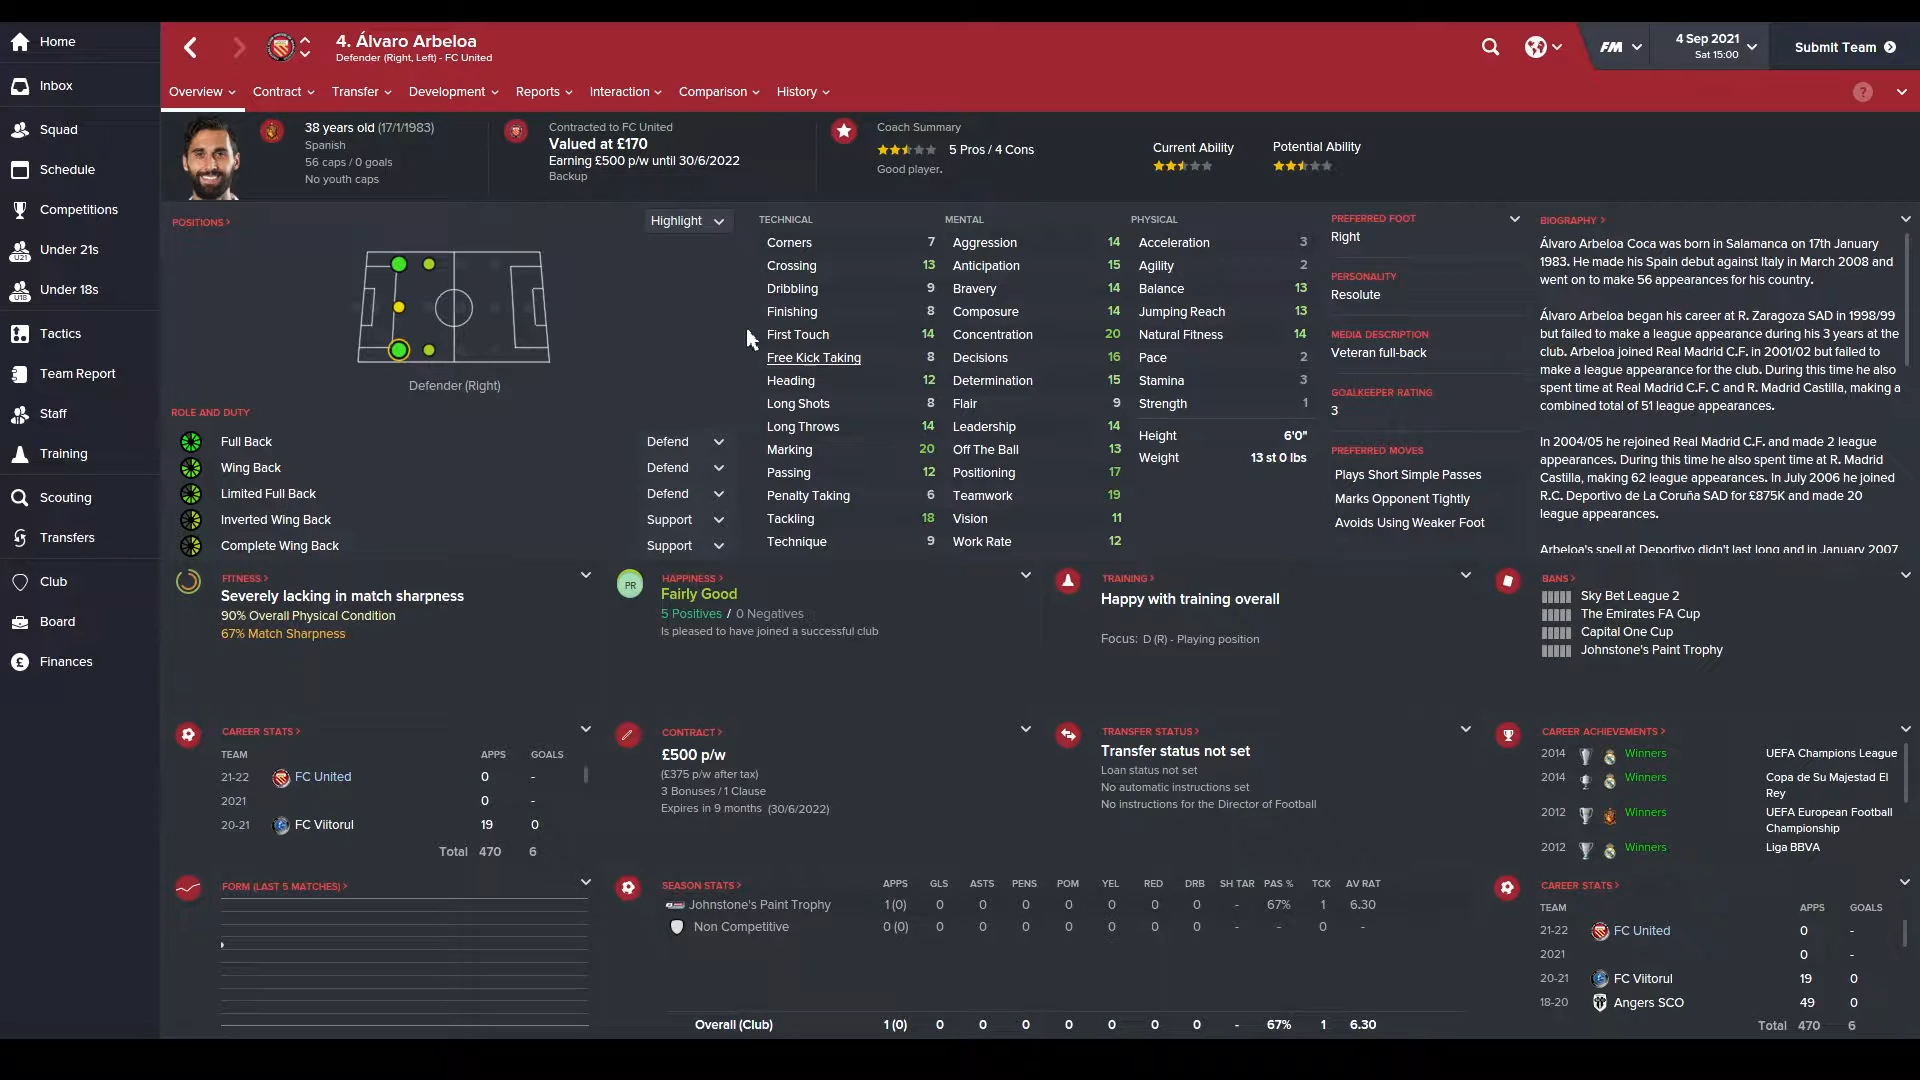 Home
Inbox
Squad
Schedule
Competitions
U21 Under 21s
U18 Under 18s
Tactics
Team Report
Staff
Training
Scouting
Transfers
Club
Board
£ Finances
4. Álvaro Arbeloa
Defender (Right, Left) - FC United
FM
4 Sep 2021
Sat 15:00
Submit Team
Overview Contract Transfer Development Reports Interaction Comparison History ?
38 years old (17/1/1983)
Spanish
56 caps / 0 goals
No youth caps
Contracted to FC United
Valued at £170
Earning £500 p/w until 30/6/2022
Backup
Coach Summary
5 Pros / 4 Cons
Good player.
Current Ability
Potential Ability
POSITIONS >
Highlight
Defender (Right)
ROLE AND DUTY
Full Back Defend
Wing Back Defend
Limited Full Back Defend
Inverted Wing Back Support
Complete Wing Back Support
TECHNICAL
Corners 7
Crossing 13
Dribbling 9
Finishing 8
First Touch 14
Free Kick Taking 8
Heading 12
Long Shots 8
Long Throws 14
Marking 20
Passing 12
Penalty Taking 6
Tackling 18
Technique 9
MENTAL
Aggression 14
Anticipation 15
Bravery 14
Composure 14
Concentration 20
Decisions 16
Determination 15
Flair 9
Leadership 14
Off The Ball 13
Positioning 17
Teamwork 19
Vision 11
Work Rate 12
PHYSICAL
Acceleration 3
Agility 2
Balance 13
Jumping Reach 13
Natural Fitness 14
Pace 2
Stamina 3
Strength 1
Height 6'0"
Weight 13 st 0 lbs
PREFERRED FOOT
Right
PERSONALITY
Resolute
MEDIA DESCRIPTION
Veteran full-back
GOALKEEPER RATING
3
PREFERRED MOVES
Plays Short Simple Passes
Marks Opponent Tightly
Avoids Using Weaker Foot
BIOGRAPHY >
Álvaro Arbeloa Coca was born in Salamanca on 17th January
1983. He made his Spain debut against Italy in March 2008 and
went on to make 56 appearances for his country.
Álvaro Arbeloa began his career at R. Zaragoza SAD in 1998/99
but failed to make a league appearance during his 3 years at the
club. Arbeloa joined Real Madrid C.F. in 2001/02 but failed to
make a league appearance for the club. During this time he also
spent time at Real Madrid C.F. C and R. Madrid Castilla, making a
combined total of 51 league appearances.
In 2004/05 he rejoined Real Madrid C.F. and made 2 league
appearances. During this time he also spent time at R. Madrid
Castilla, making 62 league appearances. In July 2006 he joined
R.C. Deportivo de La Coruña SAD for £875K and made 20
league appearances.
Arbeloa's spell at Deportivo didn't last long and in January 2007
FITNESS >
Severely lacking in match sharpness
90% Overall Physical Condition
67% Match Sharpness
PR
HAPPINESS >
Fairly Good
5 Positives / 0 Negatives
Is pleased to have joined a successful club
TRAINING >
Happy with training overall
Focus: D (R) - Playing position
BANS >
Sky Bet League 2
The Emirates FA Cup
Capital One Cup
Johnstone's Paint Trophy
CAREER STATS >
TEAM APPS GOALS
21-22 FC United 0 -
2021 0 -
20-21 FC Viitorul 19 0
Total 470 6
CONTRACT >
£500 p/w
(£375 p/w after tax)
3 Bonuses / 1 Clause
Expires in 9 months (30/6/2022)
TRANSFER STATUS >
Transfer status not set
Loan status not set
No automatic instructions set
No instructions for the Director of Football
CAREER ACHIEVEMENTS >
2014 Winners UEFA Champions League
2014 Winners Copa de Su Majestad El
Rey
2012 Winners UEFA European Football
Championship
2012 Winners Liga BBVA
FORM (LAST 5 MATCHES) >
SEASON STATS > APPS GLS ASTS PENS POM YEL RED DRB SH TAR PAS % TCK AV RAT
Johnstone's Paint Trophy 1 (0) 0 0 0 0 0 0 0 - 67% 1 6.30
Non Competitive 0 (0) 0 0 0 0 0 0 0 - - 0 -
Overall (Club) 1 (0) 0 0 0 0 0 0 0 - 67% 1 6.30
CAREER STATS >
TEAM APPS GOALS
21-22 FC United 0 -
2021 0 -
20-21 FC Viitorul 19 0
18-20 Angers SCO 49 0
Total 470 6